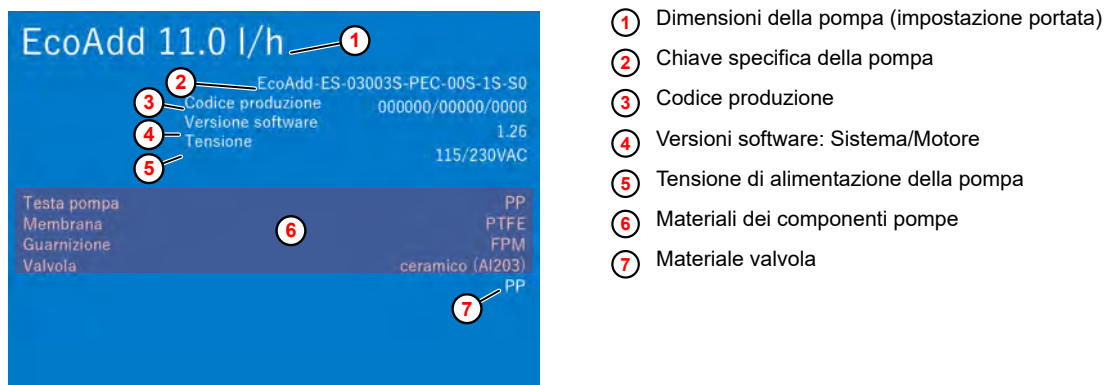 EcoAdd 11.0 l/h
1
2
EcoAdd-ES-03003S-PEC-00S-1S-S0
3
Codice produzione 000000/00000/0000
4
Versione software 1.26
5
Tensione 115/230VAC
Testa pompa PP
Membrana PTFE
6
Guarnizione FPM
Valvola ceramico (Al203)
PP
7
1 Dimensioni della pompa (impostazione portata)
2 Chiave specifica della pompa
3 Codice produzione
4 Versioni software: Sistema/Motore
5 Tensione di alimentazione della pompa
6 Materiali dei componenti pompe
7 Materiale valvola